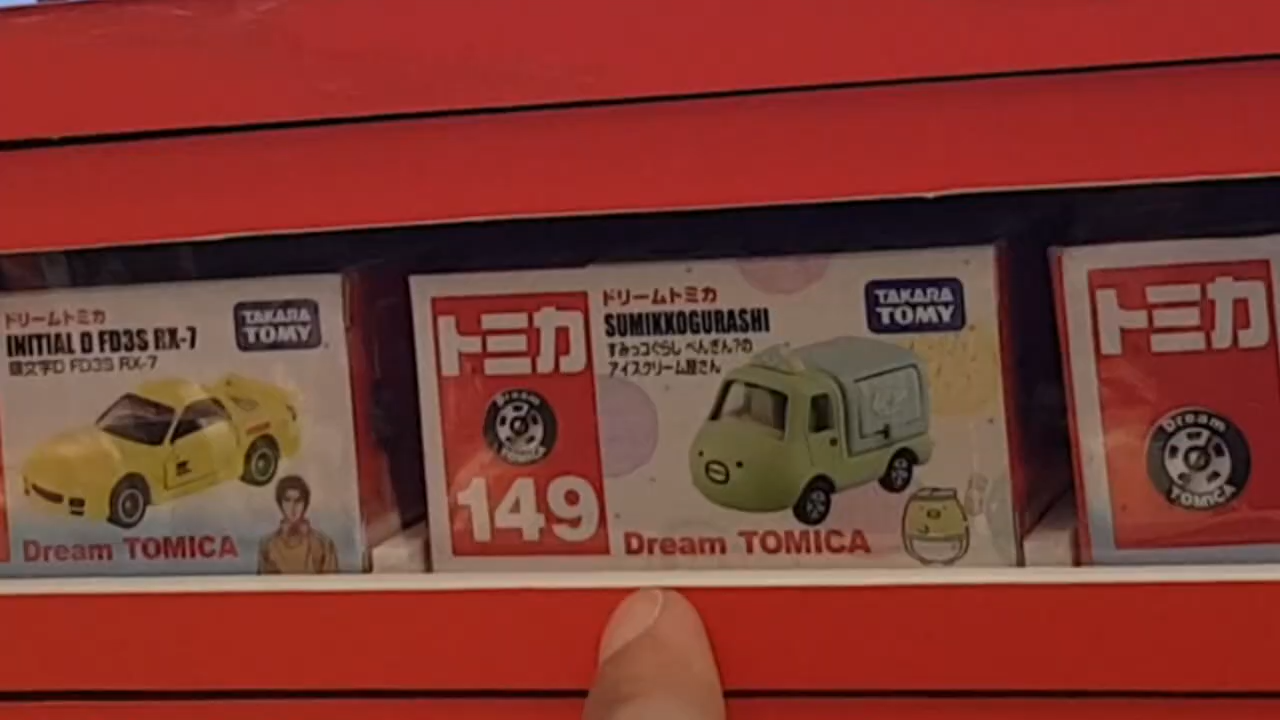 ドリームトミカ
INITIAL D FD3S RX-7
頭文字D FD3S RX-7
TAKARA
TOMY
Dream TOMICA
トミカ
Dream
TOMICA
149
ドリームトミカ
SUMIKKOGURASHI
すみっコぐらし ぺんぎん?の
アイスクリーム屋さん
TAKARA
TOMY
Dream TOMICA
トミカ
Dream
TOMICA